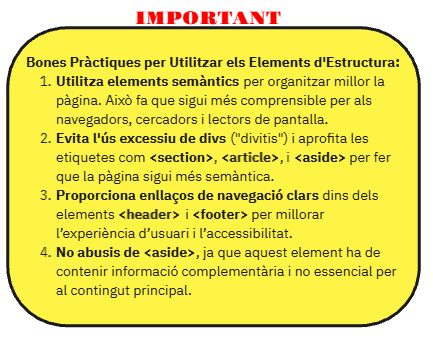 IMPORTANT
Bones Pràctiques per Utilitzar els Elements d'Estructura:
1. Utilitza elements semàntics per organitzar millor la
pàgina. Això fa que sigui més comprensible per als
navegadors, cercadors i lectors de pantalla.
2. Evita l'ús excessiu de divs ("divitis") i aprofita les
etiquetes com <section>, <article>, i <aside> per fer
que la pàgina sigui més semàntica.
3. Proporciona enllaços de navegació clars dins dels
elements <header> i <footer> per millorar
l'experiència d'usuari i l'accessibilitat.
4. No abusis de <aside>, ja que aquest element ha de
contenir informació complementària i no essencial per
al contingut principal.